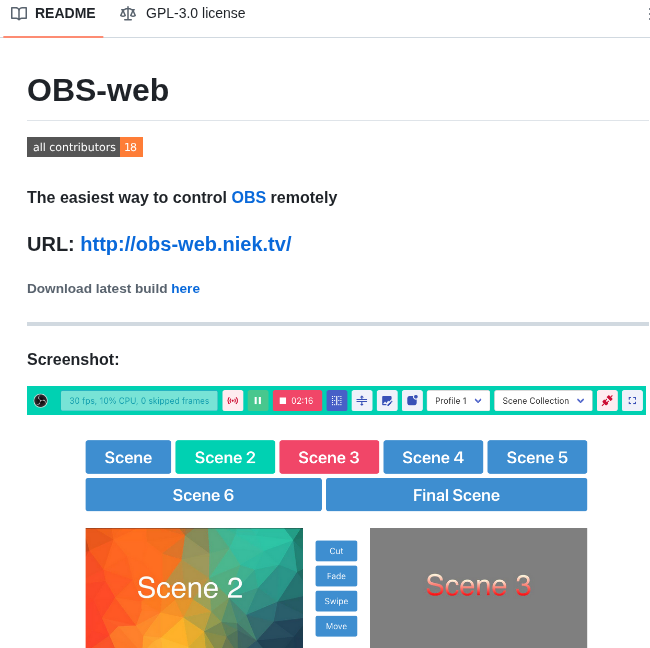 README GPL-3.0 license
OBS-web
all contributors 18
The easiest way to control OBS remotely
URL: http://obs-web.niek.tv/
Download latest build here
Screenshot:
30 fps, 10% CPU, 0 skipped frames 02:16 Profile 1 Scene Collection
Scene Scene 2 Scene 3 Scene 4 Scene 5
Scene 6 Final Scene
Cut
Fade
Scene 2 Scene 3
Swipe
Move